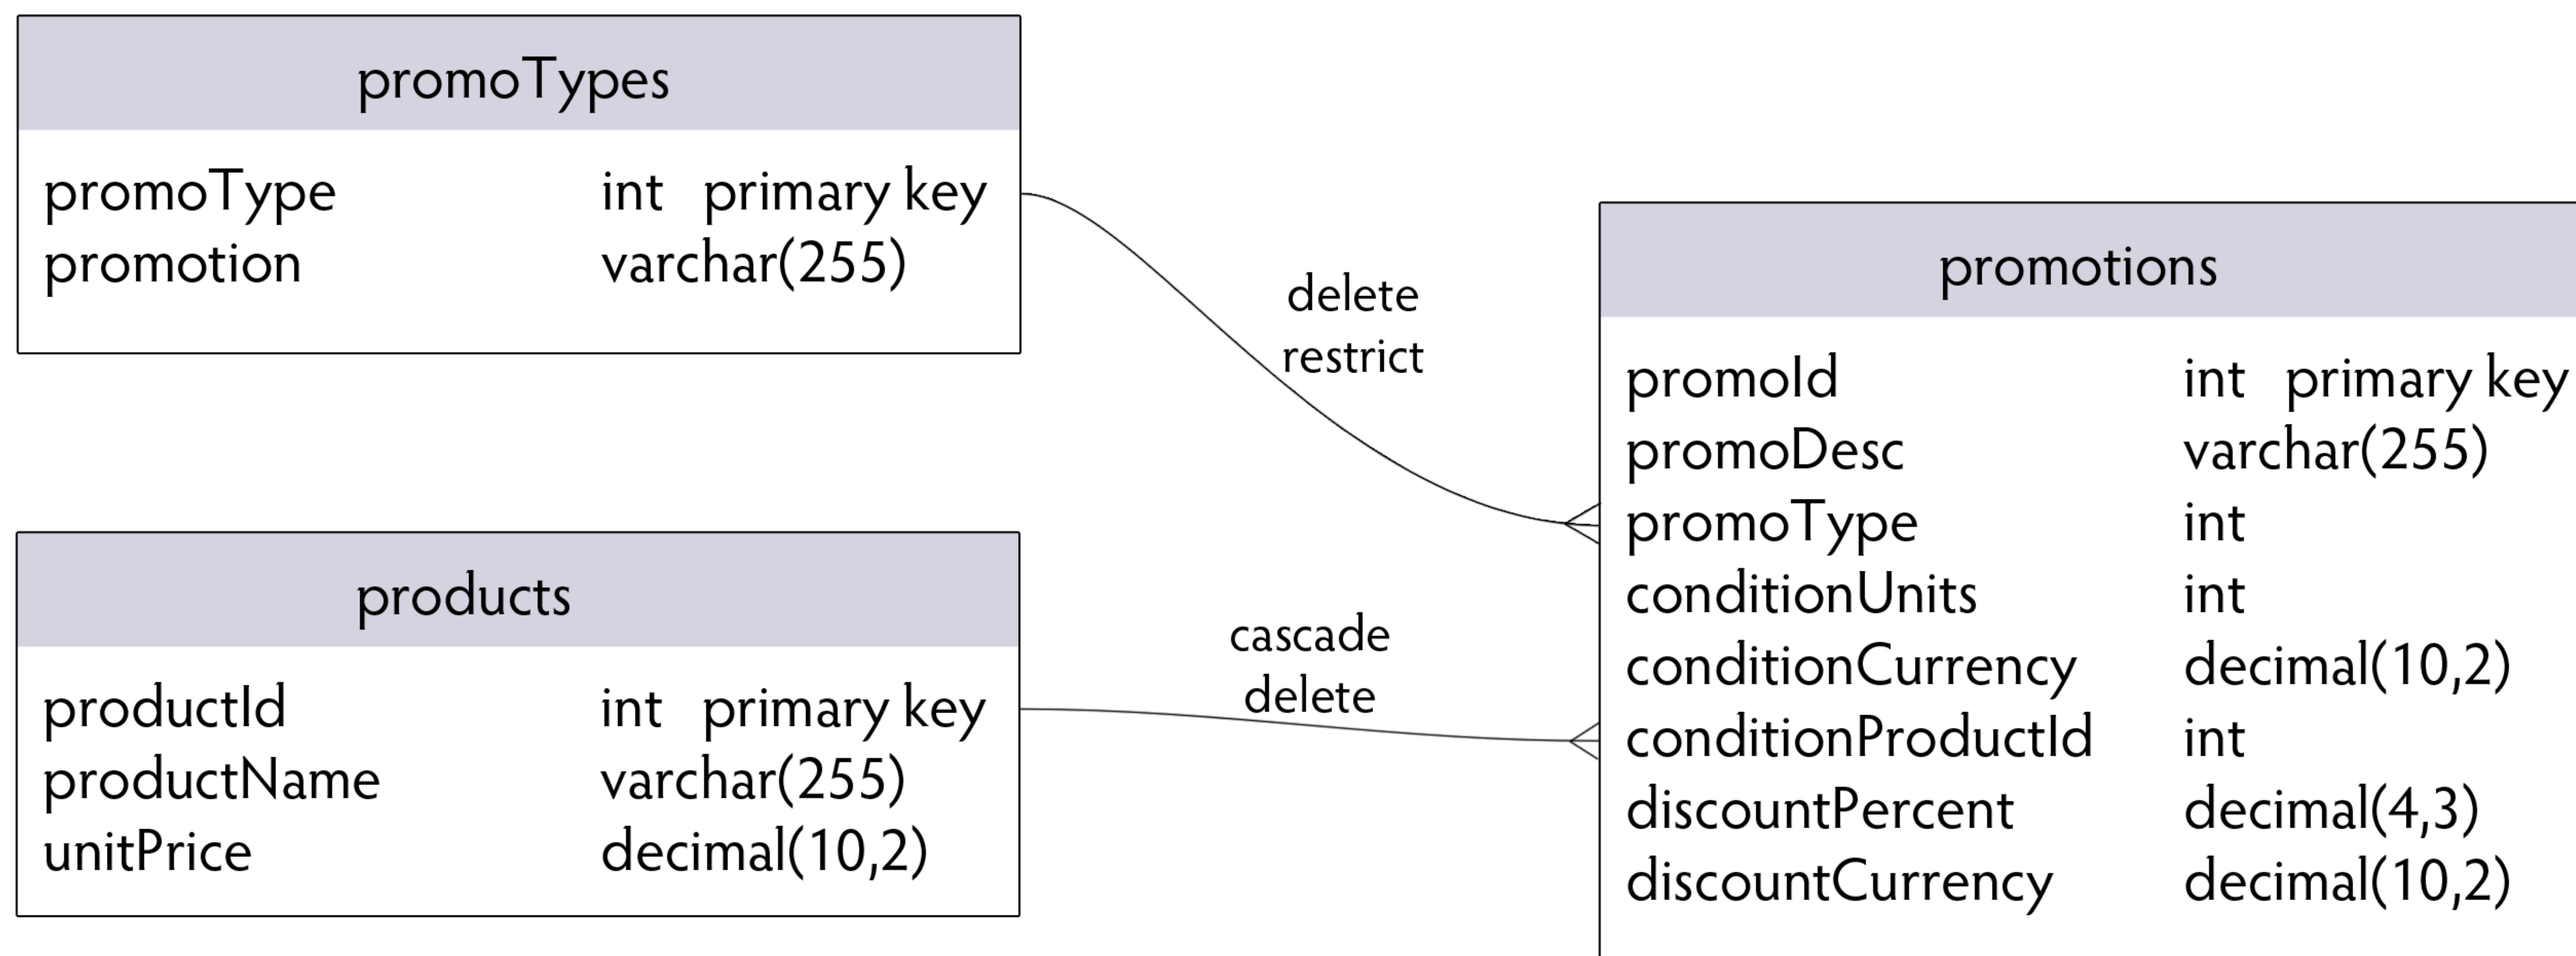 promoTypes
promoType int primary key
promotion varchar(255)
products
productId int primary key
productName varchar(255)
unitPrice decimal(10,2)
delete
restrict
cascade
delete
promotions
promoId int primary key
promoDesc varchar(255)
promoType int
conditionUnits int
conditionCurrency decimal(10,2)
conditionProductId int
discountPercent decimal(4,3)
discountCurrency decimal(10,2)